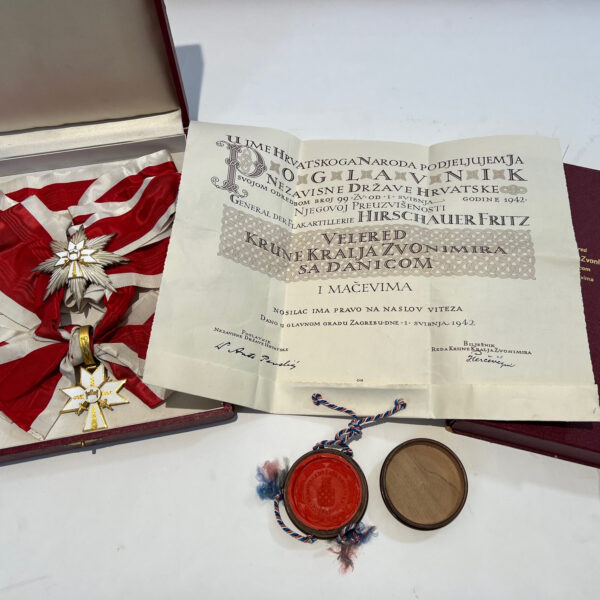 U IME HRVATSKOGA NARODA PODJELJUJEM JA
POGLAVNIK
NEZAVISNE DRŽAVE HRVATSKE
SVOJOM ODREDBOM BROJ 99-ŽV OD ·1· SVIBNJA GODINE 1942·
NJEGOVOJ PREUZVIŠENOSTI
GENERAL DER FLAKARTILLERIE HIRSCHAUER FRITZ
VELERED
KRUNE KRALJA ZVONIMIRA
SA DANICOM
I MAČEVIMA
NOSILAC IMA PRAVO NA NASLOV VITEZA
DANO U GLAVNOM GRADU ZAGREBU DNE ·1· SVIBNJA 1942.
POGLAVNIK
NEZAVISNE DRŽAVE HRVATSKE
BILJEŽNIK
REDA KRUNE KRALJA ZVONIMIRA